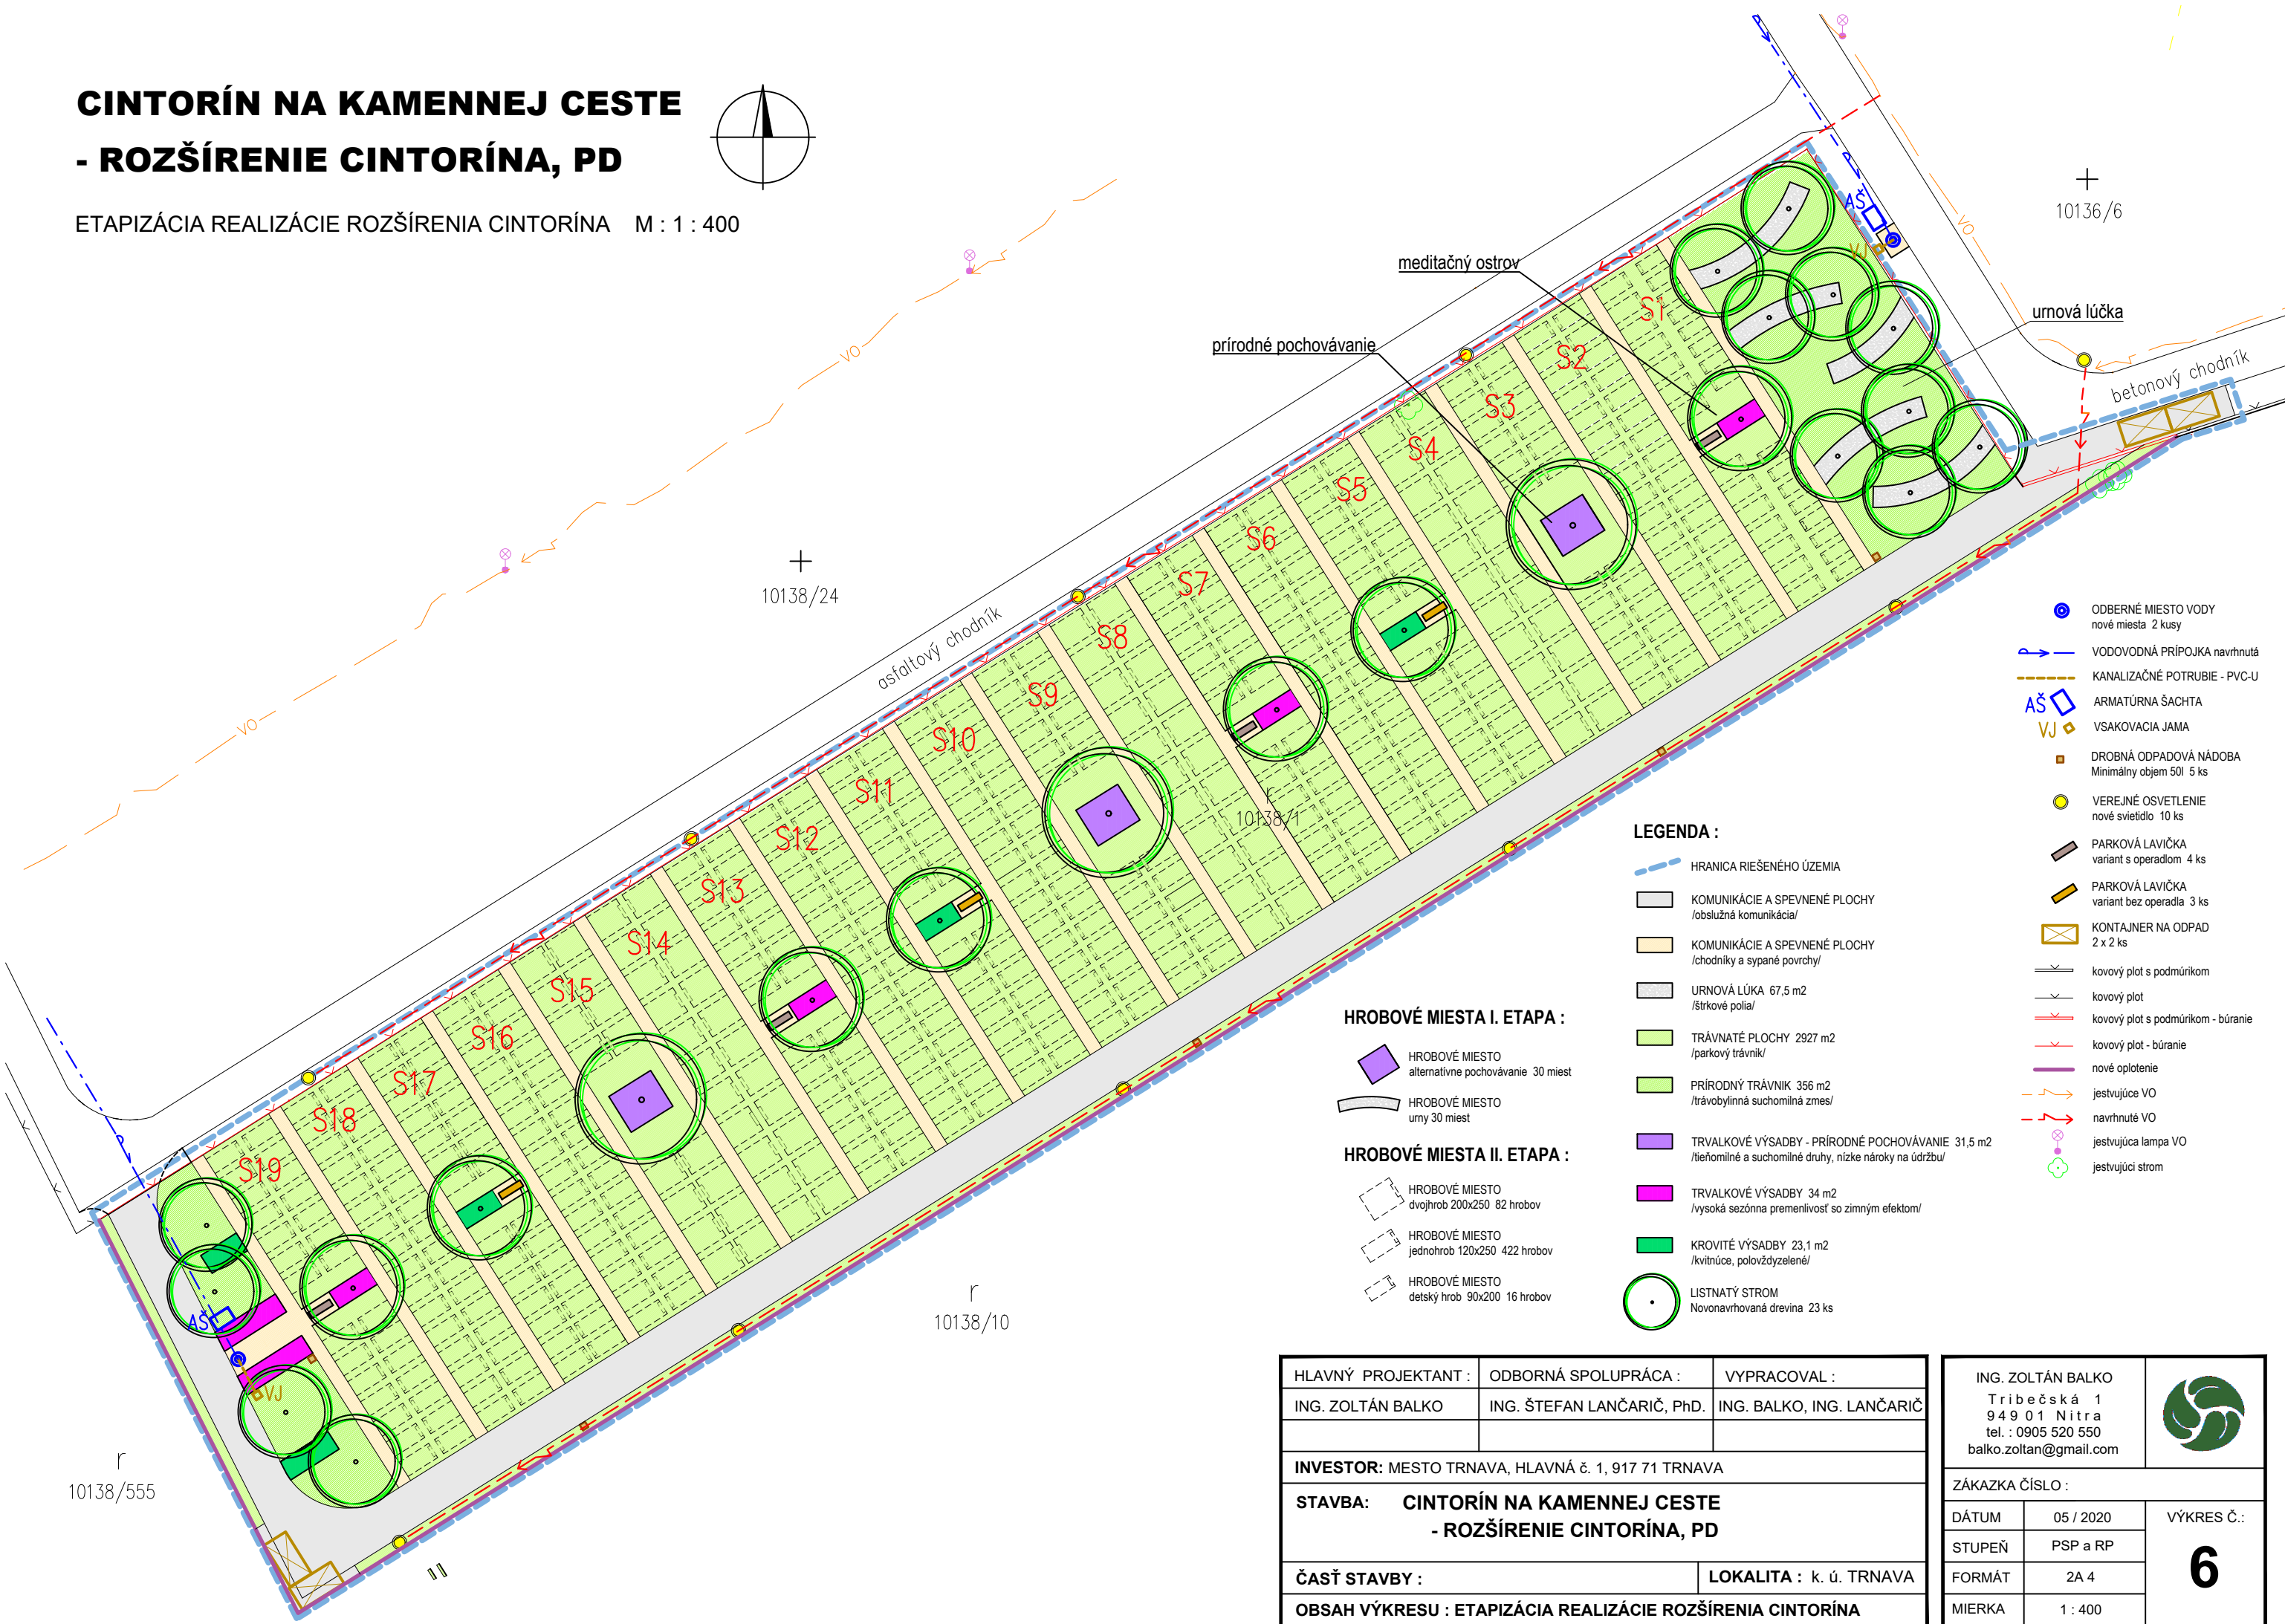 CINTORÍN NA KAMENNEJ CESTE
- ROZŠÍRENIE CINTORÍNA, PD
ETAPIZÁCIA REALIZÁCIE ROZŠÍRENIA CINTORÍNA M : 1 : 400
meditačný ostrov
prírodné pochovávanie
urnová lúčka
betonový chodník
asfaltový chodník
10136/6
10138/24
r
10138/1
r
10138/10
r
10138/555
VO
VO
VO
AŠ
VJ
AŠ
VJ
S1
S2
S3
S4
S5
S6
S7
S8
S9
S10
S11
S12
S13
S14
S15
S16
S17
S18
S19
ODBERNÉ MIESTO VODY
nové miesta 2 kusy
VODOVODNÁ PRÍPOJKA navrhnutá
KANALIZAČNÉ POTRUBIE - PVC-U
AŠ ARMATÚRNA ŠACHTA
VJ VSAKOVACIA JAMA
DROBNÁ ODPADOVÁ NÁDOBA
Minimálny objem 50l 5 ks
VEREJNÉ OSVETLENIE
nové svietidlo 10 ks
PARKOVÁ LAVIČKA
variant s operadlom 4 ks
PARKOVÁ LAVIČKA
variant bez operadla 3 ks
KONTAJNER NA ODPAD
2 x 2 ks
kovový plot s podmúrikom
kovový plot
kovový plot s podmúrikom - búranie
kovový plot - búranie
nové oplotenie
jestvujúce VO
navrhnuté VO
jestvujúca lampa VO
jestvujúci strom
LEGENDA :
HRANICA RIEŠENÉHO ÚZEMIA
KOMUNIKÁCIE A SPEVNENÉ PLOCHY
/obslužná komunikácia/
KOMUNIKÁCIE A SPEVNENÉ PLOCHY
/chodníky a sypané povrchy/
URNOVÁ LÚKA 67,5 m2
/štrkové polia/
TRÁVNATÉ PLOCHY 2927 m2
/parkový trávnik/
PRÍRODNÝ TRÁVNIK 356 m2
/trávobylinná suchomilná zmes/
TRVALKOVÉ VÝSADBY - PRÍRODNÉ POCHOVÁVANIE 31,5 m2
/tieňomilné a suchomilné druhy, nízke nároky na údržbu/
TRVALKOVÉ VÝSADBY 34 m2
/vysoká sezónna premenlivosť so zimným efektom/
KROVITÉ VÝSADBY 23,1 m2
/kvitnúce, polovždyzelené/
LISTNATÝ STROM
Novonavrhovaná drevina 23 ks
HROBOVÉ MIESTA I. ETAPA :
HROBOVÉ MIESTO
alternatívne pochovávanie 30 miest
HROBOVÉ MIESTO
urny 30 miest
HROBOVÉ MIESTA II. ETAPA :
HROBOVÉ MIESTO
dvojhrob 200x250 82 hrobov
HROBOVÉ MIESTO
jednohrob 120x250 422 hrobov
HROBOVÉ MIESTO
detský hrob 90x200 16 hrobov
HLAVNÝ PROJEKTANT : ODBORNÁ SPOLUPRÁCA : VYPRACOVAL :
ING. ZOLTÁN BALKO ING. ŠTEFAN LANČARIČ, PhD. ING. BALKO, ING. LANČARIČ
INVESTOR: MESTO TRNAVA, HLAVNÁ č. 1, 917 71 TRNAVA
STAVBA: CINTORÍN NA KAMENNEJ CESTE
- ROZŠÍRENIE CINTORÍNA, PD
ČASŤ STAVBY : LOKALITA : k. ú. TRNAVA
OBSAH VÝKRESU : ETAPIZÁCIA REALIZÁCIE ROZŠÍRENIA CINTORÍNA
ING. ZOLTÁN BALKO
Tribečská 1
949 01 Nitra
tel. : 0905 520 550
balko.zoltan@gmail.com
ZÁKAZKA ČÍSLO :
DÁTUM 05 / 2020 VÝKRES Č.:
STUPEŇ PSP a RP
6
FORMÁT 2A 4
MIERKA 1 : 400